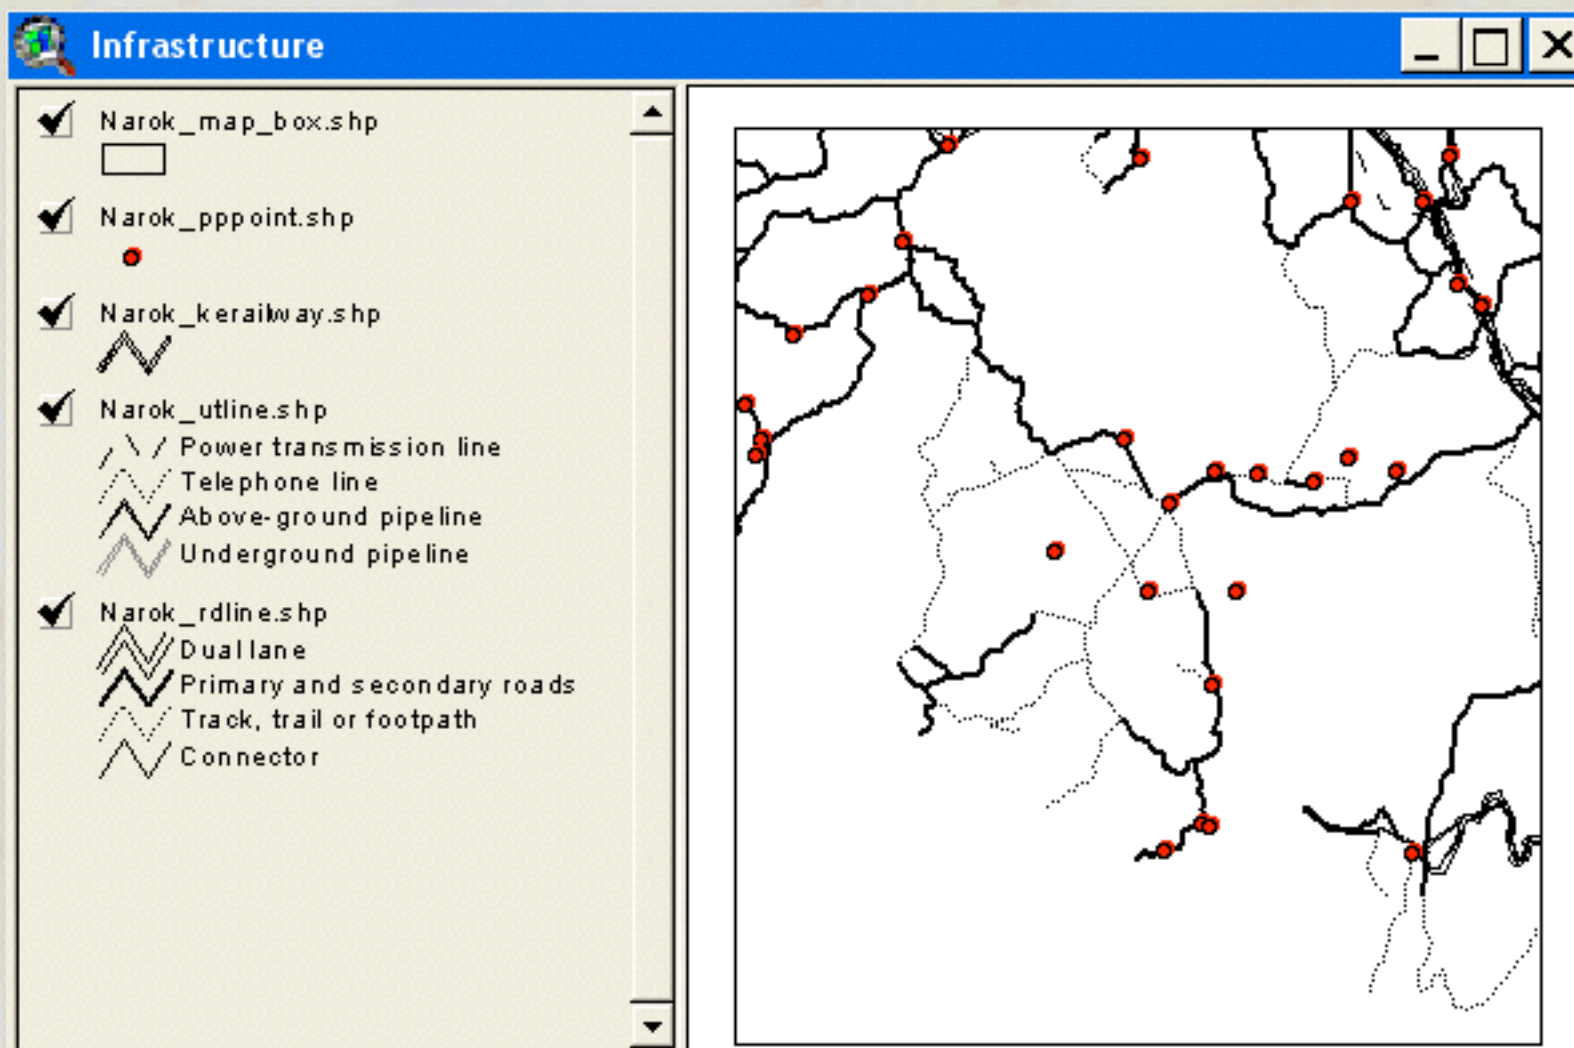 Infrastructure
Narok_map_box.shp
Narok_pppoint.shp
Narok_kerailway.shp
Narok_utline.shp
Power transmission line
Telephone line
Above-ground pipeline
Underground pipeline
Narok_rdline.shp
Dual lane
Primary and secondary roads
Track, trail or footpath
Connector